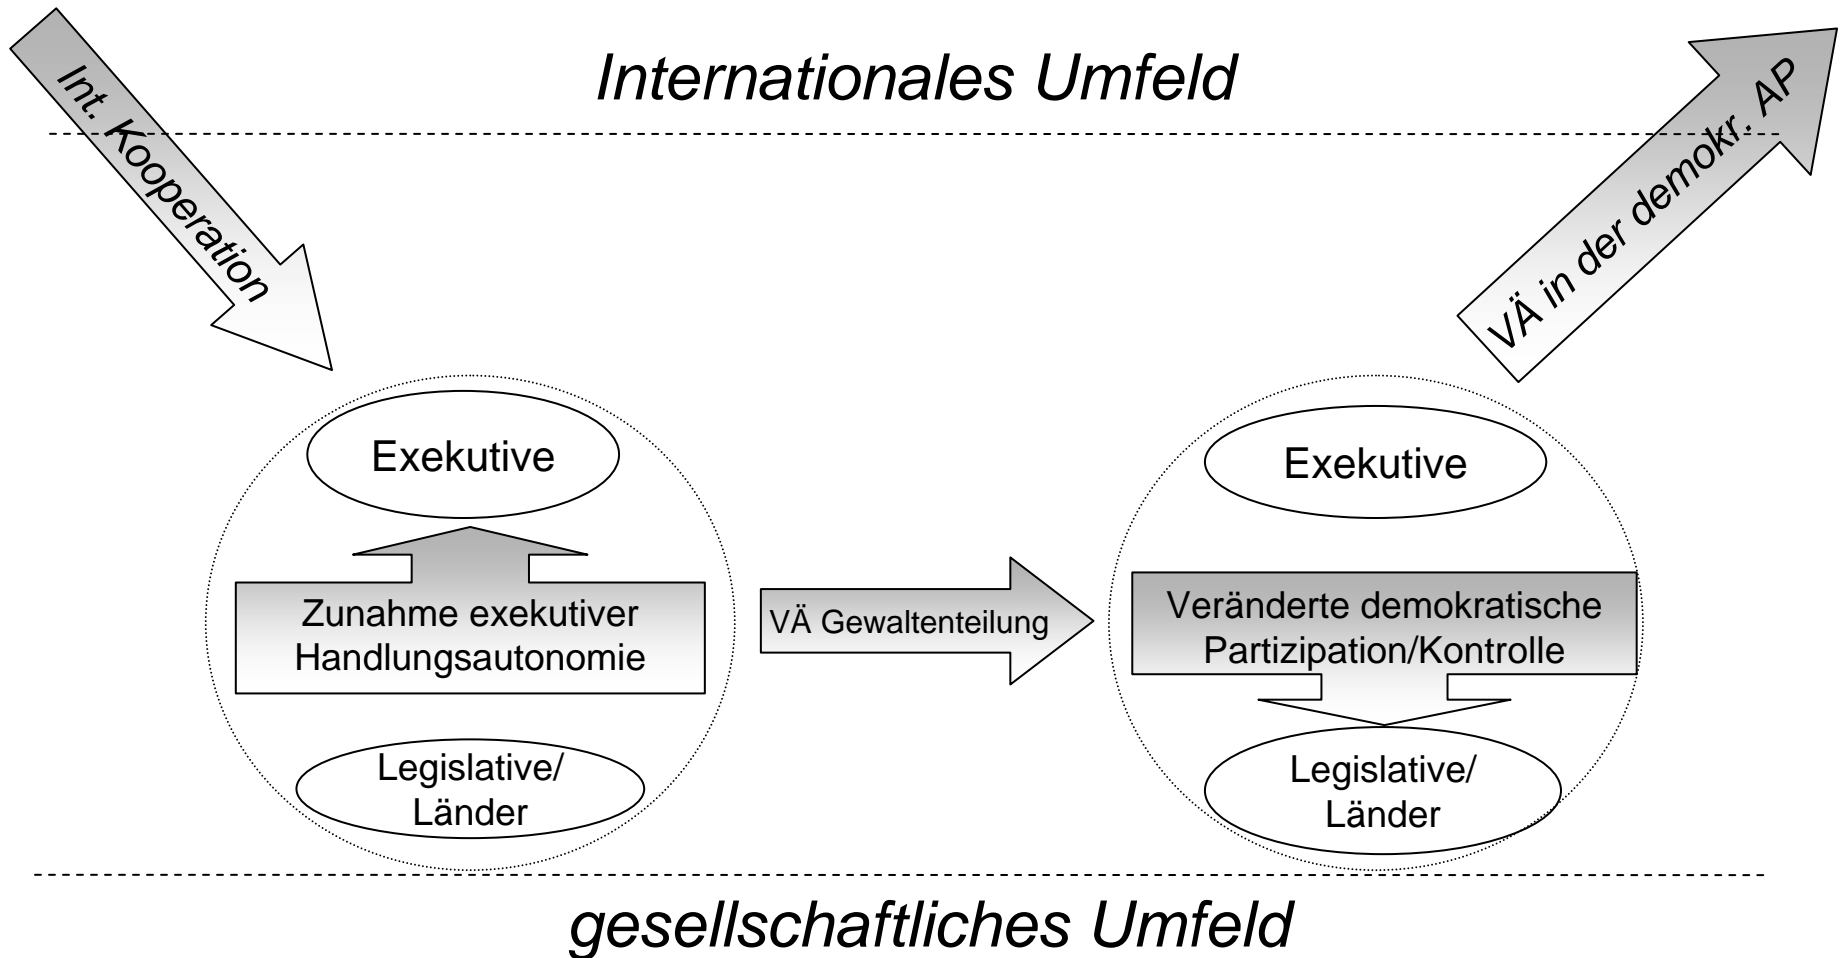 Internationales Umfeld
Int. Kooperation
VÄ in der demokr. AP
Exekutive
Zunahme exekutiver
Handlungsautonomie
Legislative/
Länder
VÄ Gewaltenteilung
Exekutive
Veränderte demokratische
Partizipation/Kontrolle
Legislative/
Länder
gesellschaftliches Umfeld